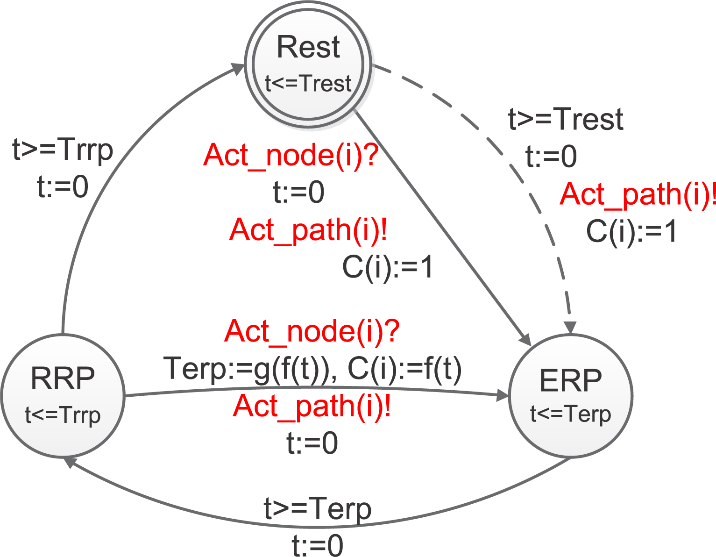 Rest
t<=Trest
t>=Trrp
t:=0
Act_node(i)?
t:=0
Act_path(i)!
C(i):=1
t>=Trest
t:=0
Act_path(i)!
C(i):=1
RRP
t<=Trrp
Act_node(i)?
Terp:=g(f(t)), C(i):=f(t)
Act_path(i)!
t:=0
ERP
t<=Terp
t>=Terp
t:=0